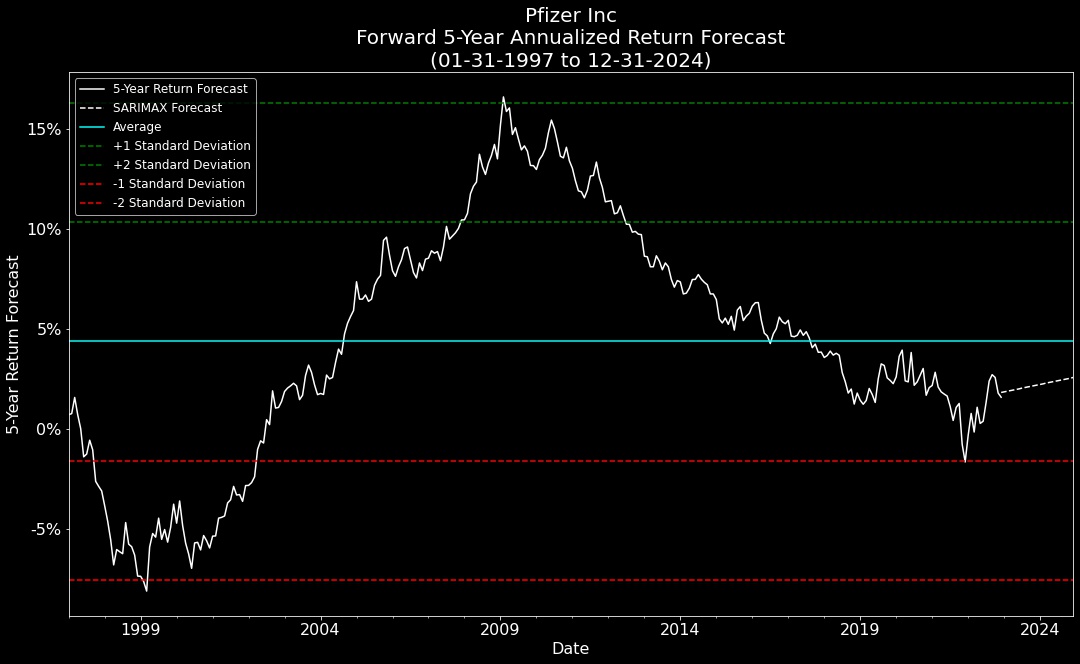 Pfizer Inc
Forward 5-Year Annualized Return Forecast
(01-31-1997 to 12-31-2024)
5-Year Return Forecast
SARIMAX Forecast
Average
+1 Standard Deviation
+2 Standard Deviation
-1 Standard Deviation
-2 Standard Deviation
15%
10%
5%
0%
-5%
5-Year Return Forecast
1999
2004
2009
2014
2019
2024
Date